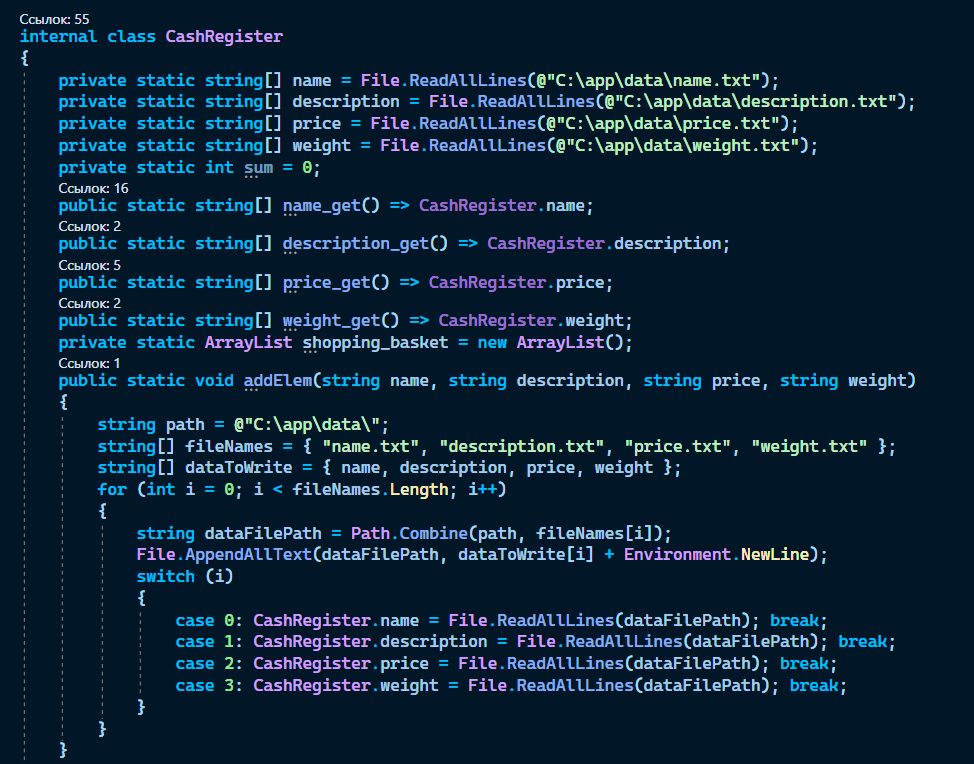 Ссылок: 55
internal class CashRegister
{
    private static string[] name = File.ReadAllLines(@"C:\app\data\name.txt");
    private static string[] description = File.ReadAllLines(@"C:\app\data\description.txt");
    private static string[] price = File.ReadAllLines(@"C:\app\data\price.txt");
    private static string[] weight = File.ReadAllLines(@"C:\app\data\weight.txt");
    private static int sum = 0;
    Ссылок: 16
    public static string[] name_get() => CashRegister.name;
    Ссылок: 2
    public static string[] description_get() => CashRegister.description;
    Ссылок: 5
    public static string[] price_get() => CashRegister.price;
    Ссылок: 2
    public static string[] weight_get() => CashRegister.weight;
    private static ArrayList shopping_basket = new ArrayList();
    Ссылок: 1
    public static void addElem(string name, string description, string price, string weight)
    {
        string path = @"C:\app\data\";
        string[] fileNames = { "name.txt", "description.txt", "price.txt", "weight.txt" };
        string[] dataToWrite = { name, description, price, weight };
        for (int i = 0; i < fileNames.Length; i++)
        {
            string dataFilePath = Path.Combine(path, fileNames[i]);
            File.AppendAllText(dataFilePath, dataToWrite[i] + Environment.NewLine);
            switch (i)
            {
                case 0: CashRegister.name = File.ReadAllLines(dataFilePath); break;
                case 1: CashRegister.description = File.ReadAllLines(dataFilePath); break;
                case 2: CashRegister.price = File.ReadAllLines(dataFilePath); break;
                case 3: CashRegister.weight = File.ReadAllLines(dataFilePath); break;
            }
        }
    }